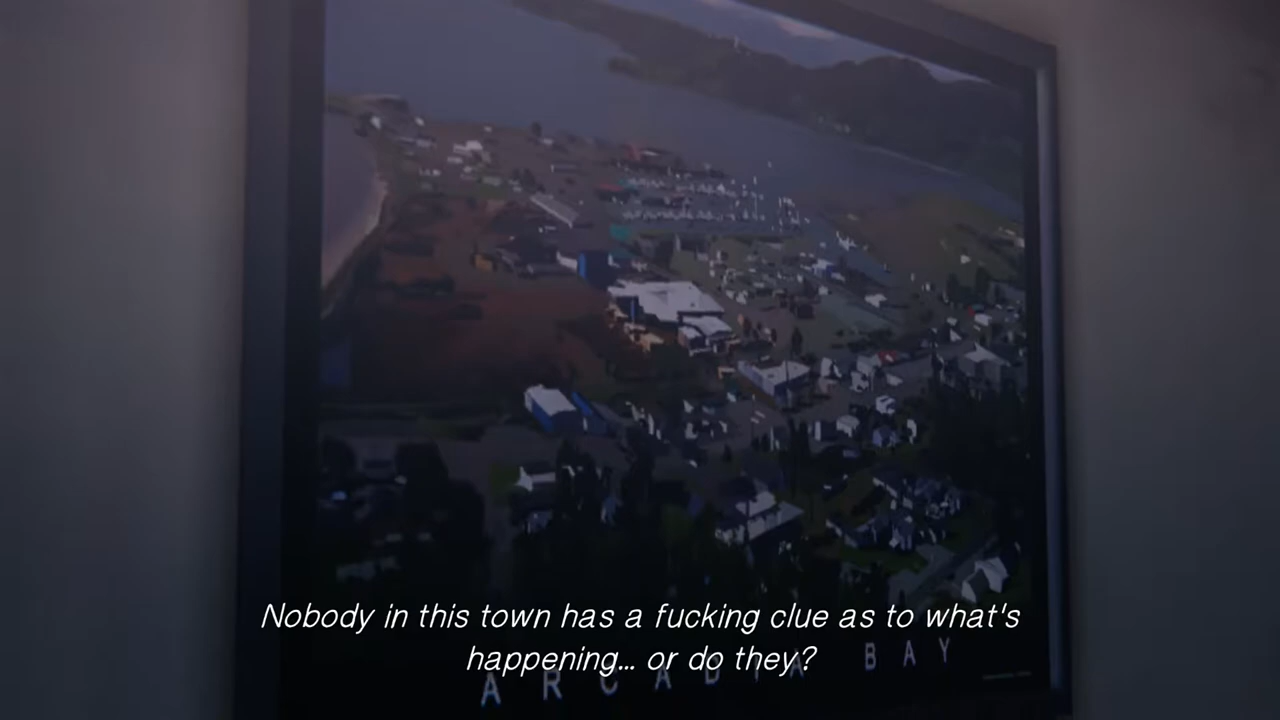 Nobody in this town has a fucking clue as to what's
happening... or do they?
ARCADIA BAY